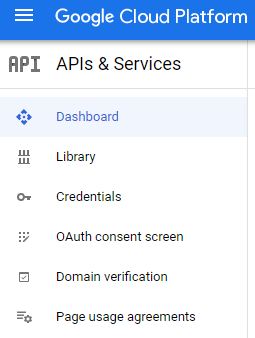 Google Cloud Platform
API APIs & Services
Dashboard
Library
Credentials
OAuth consent screen
Domain verification
Page usage agreements